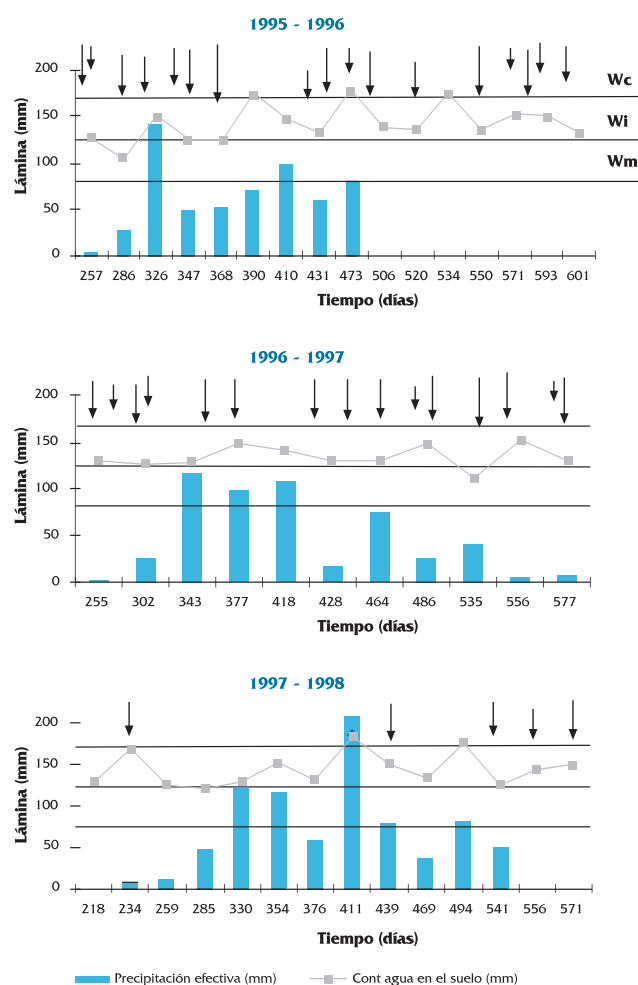 1995 - 1996
Lámina (mm)
200
150
100
50
0
Wc
Wi
Wm
257 286 326 347 368 390 410 431 473 506 520 534 550 571 593 601
Tiempo (días)
1996 - 1997
Lámina (mm)
200
150
100
50
0
255 302 343 377 418 428 464 486 535 556 577
Tiempo (días)
1997 - 1998
Lámina (mm)
200
150
100
50
0
218 234 259 285 330 354 376 411 439 469 494 541 556 571
Tiempo (días)
Precipitación efectiva (mm) Cont agua en el suelo (mm)